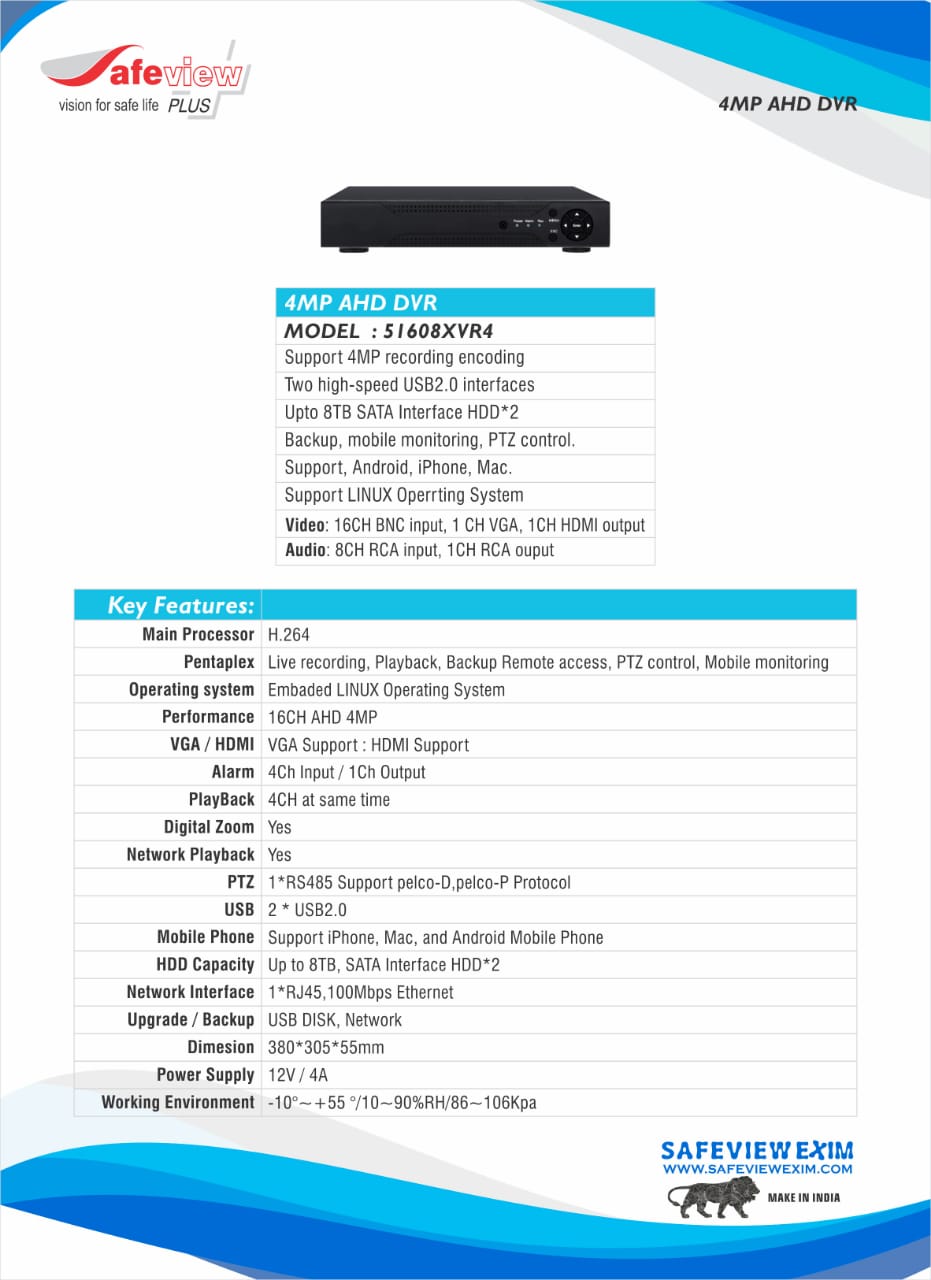 Safeview
vision for safe life PLUS
4MP AHD DVR
4MP AHD DVR
MODEL : 51608XVR4
Support 4MP recording encoding
Two high-speed USB2.0 interfaces
Upto 8TB SATA Interface HDD*2
Backup, mobile monitoring, PTZ control.
Support, Android, iPhone, Mac.
Support LINUX Operrting System
Video: 16CH BNC input, 1 CH VGA, 1CH HDMI output
Audio: 8CH RCA input, 1CH RCA ouput
Key Features:
Main Processor H.264
Pentaplex Live recording, Playback, Backup Remote access, PTZ control, Mobile monitoring
Operating system Embaded LINUX Operating System
Performance 16CH AHD 4MP
VGA / HDMI VGA Support : HDMI Support
Alarm 4Ch Input / 1Ch Output
PlayBack 4CH at same time
Digital Zoom Yes
Network Playback Yes
PTZ 1*RS485 Support pelco-D,pelco-P Protocol
USB 2 * USB2.0
Mobile Phone Support iPhone, Mac, and Android Mobile Phone
HDD Capacity Up to 8TB, SATA Interface HDD*2
Network Interface 1*RJ45,100Mbps Ethernet
Upgrade / Backup USB DISK, Network
Dimesion 380*305*55mm
Power Supply 12V / 4A
Working Environment -10°~+55 °/10~90%RH/86~106Kpa
SAFEVIEW EXIM
WWW.SAFEVIEWEXIM.COM
MAKE IN INDIA